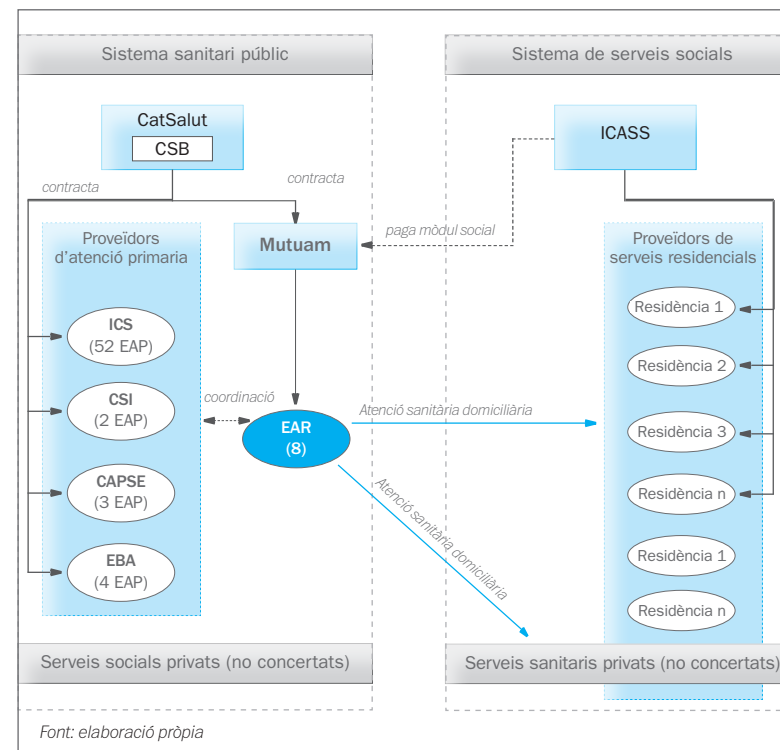 Sistema sanitari públic
Sistema de serveis socials
CatSalut
CSB
ICASS
contracta
contracta
paga mòdul social
Proveïdors
d'atenció primaria
Mutuam
Proveïdors de
serveis residencials
ICS
(52 EAP)
CSI
(2 EAP)
CAPSE
(3 EAP)
EBA
(4 EAP)
coordinació
EAR
(8)
Atenció sanitària domiciliària
Atenció sanitària domiciliària
Residència 1
Residència 2
Residència 3
Residència n
Residència 1
Residència n
Serveis socials privats (no concertats)
Serveis sanitaris privats (no concertats)
Font: elaboració pròpia